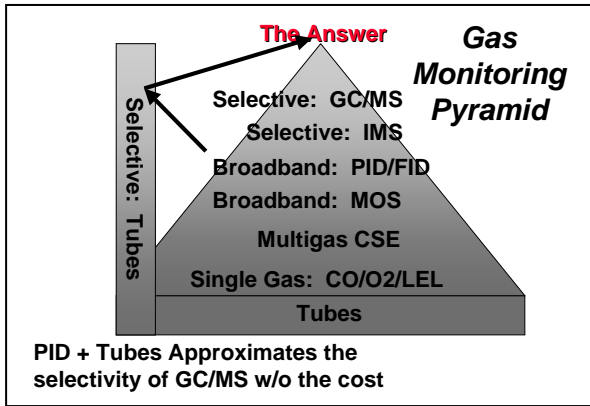 The Answer
Gas
Monitoring
Pyramid
Selective: Tubes
Selective: GC/MS
Selective: IMS
Broadband: PID/FID
Broadband: MOS
Multigas CSE
Single Gas: CO/O2/LEL
Tubes
PID + Tubes Approximates the
selectivity of GC/MS w/o the cost